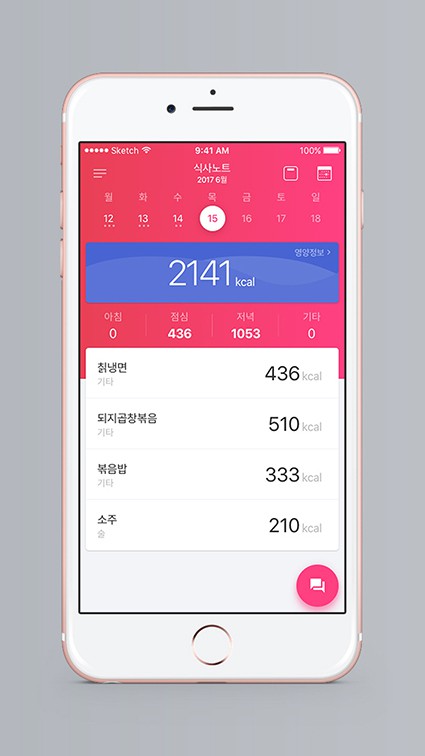 Sketch 9:41 AM 100%
식사노트
2017 6월
월 화 수 목 금 토 일
12 13 14 15 16 17 18
영양정보 >
2141 kcal
아침 점심 저녁 기타
0 436 1053 0
칡냉면 436 kcal
기타
되지곱창볶음 510 kcal
기타
볶음밥 333 kcal
기타
소주 210 kcal
술